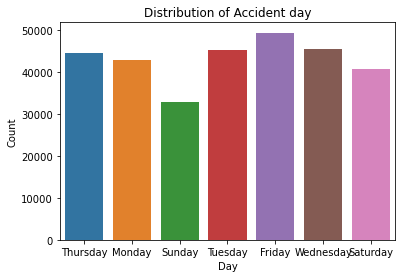 Distribution of Accident day
50000
40000
30000
20000
10000
0
Count
Thursday Monday Sunday Tuesday Friday Wednesday Saturday
Day